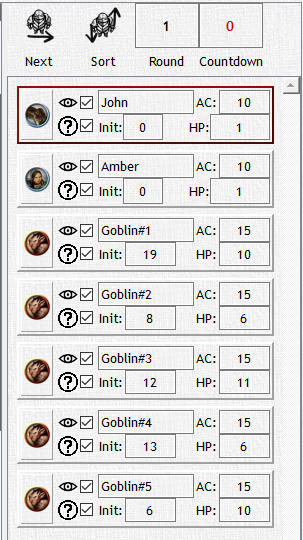 1 0
Next Sort Round Countdown
John AC: 10
? Init: 0 HP: 1
Amber AC: 10
? Init: 0 HP: 1
Goblin#1 AC: 15
? Init: 19 HP: 10
Goblin#2 AC: 15
? Init: 8 HP: 6
Goblin#3 AC: 15
? Init: 12 HP: 11
Goblin#4 AC: 15
? Init: 13 HP: 6
Goblin#5 AC: 15
? Init: 6 HP: 10